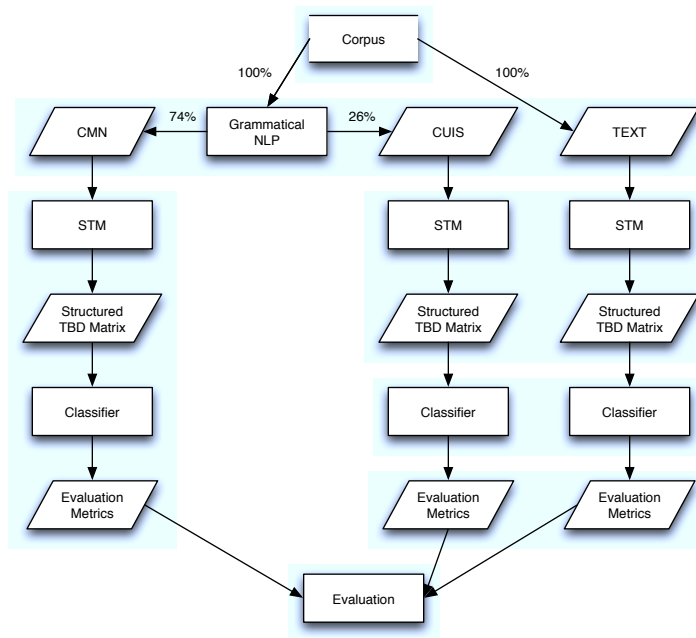 Corpus
100%
100%
CMN
74%
Grammatical
NLP
26%
CUIS
TEXT
STM
STM
STM
Structured
TBD Matrix
Structured
TBD Matrix
Structured
TBD Matrix
Classifier
Classifier
Classifier
Evaluation
Metrics
Evaluation
Metrics
Evaluation
Metrics
Evaluation